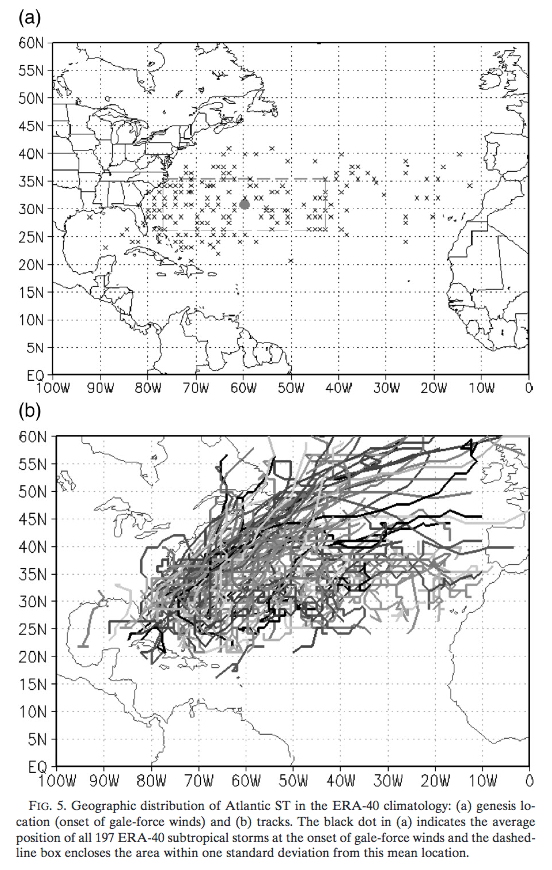 (a)
60N
55N
50N
45N
40N
35N
30N
25N
20N
15N
10N
5N
EQ
100W 90W 80W 70W 60W 50W 40W 30W 20W 10W 0
(b)
60N
55N
50N
45N
40N
35N
30N
25N
20N
15N
10N
5N
EQ
100W 90W 80W 70W 60W 50W 40W 30W 20W 10W 0
FIG. 5. Geographic distribution of Atlantic ST in the ERA-40 climatology: (a) genesis lo-
cation (onset of gale-force winds) and (b) tracks. The black dot in (a) indicates the average
position of all 197 ERA-40 subtropical storms at the onset of gale-force winds and the dashed-
line box encloses the area within one standard deviation from this mean location.